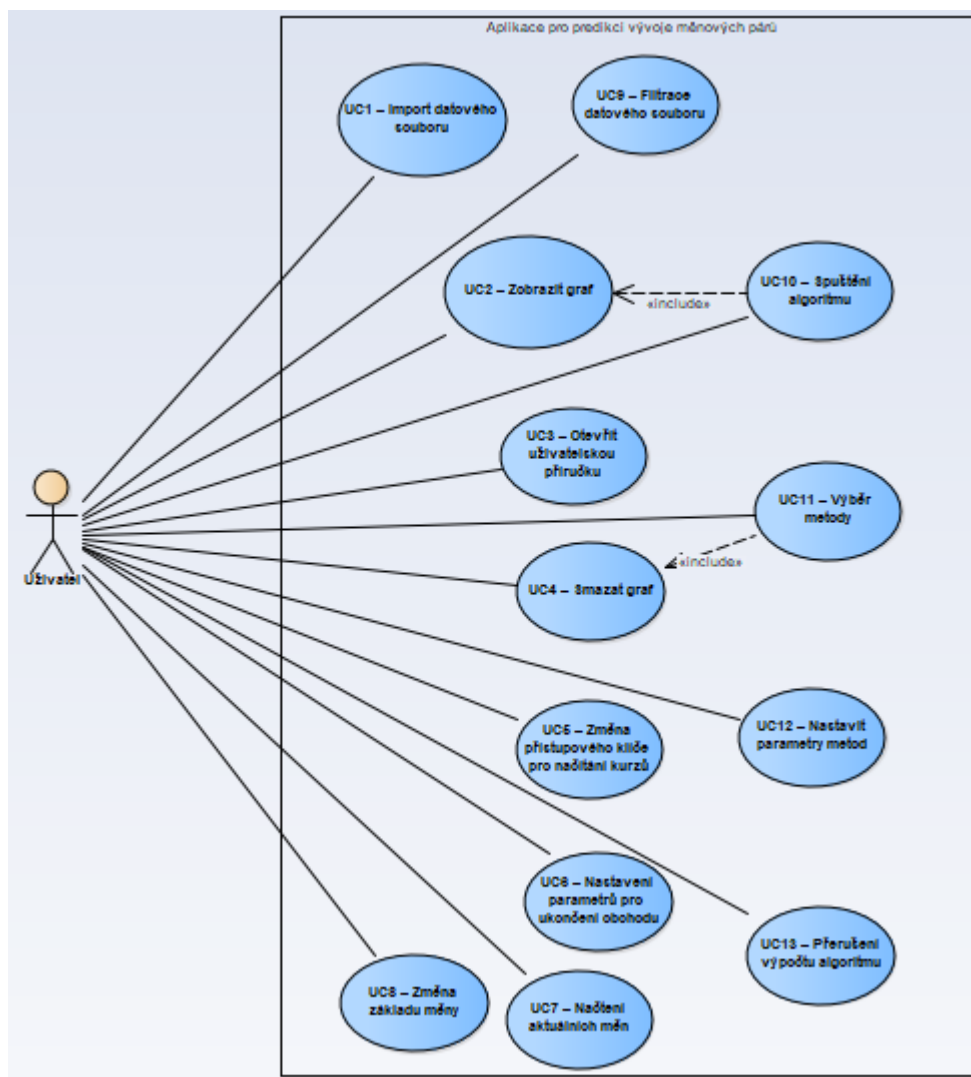 Aplikace pro predikci vývoje měnových párů
UC1 – Import datového
souboru
UC9 – Filtrace
datového souboru
UC2 – Zobrazit graf
«include»
UC10 – Spuštění
algoritmu
UC3 – Otevřít
uživatelskou
příručku
UC11 – Výběr
metody
«include»
UC4 – Smazat graf
Uživatel
UC5 – Změna
přístupového klíče
pro načítání kurzů
UC12 – Nastavit
parametry metod
UC6 – Nastavení
parametrů pro
ukončení obohodu
UC13 – Přerušení
výpočtu algoritmu
UC8 – Změna
základu měny
UC7 – Načtení
aktuálních měn